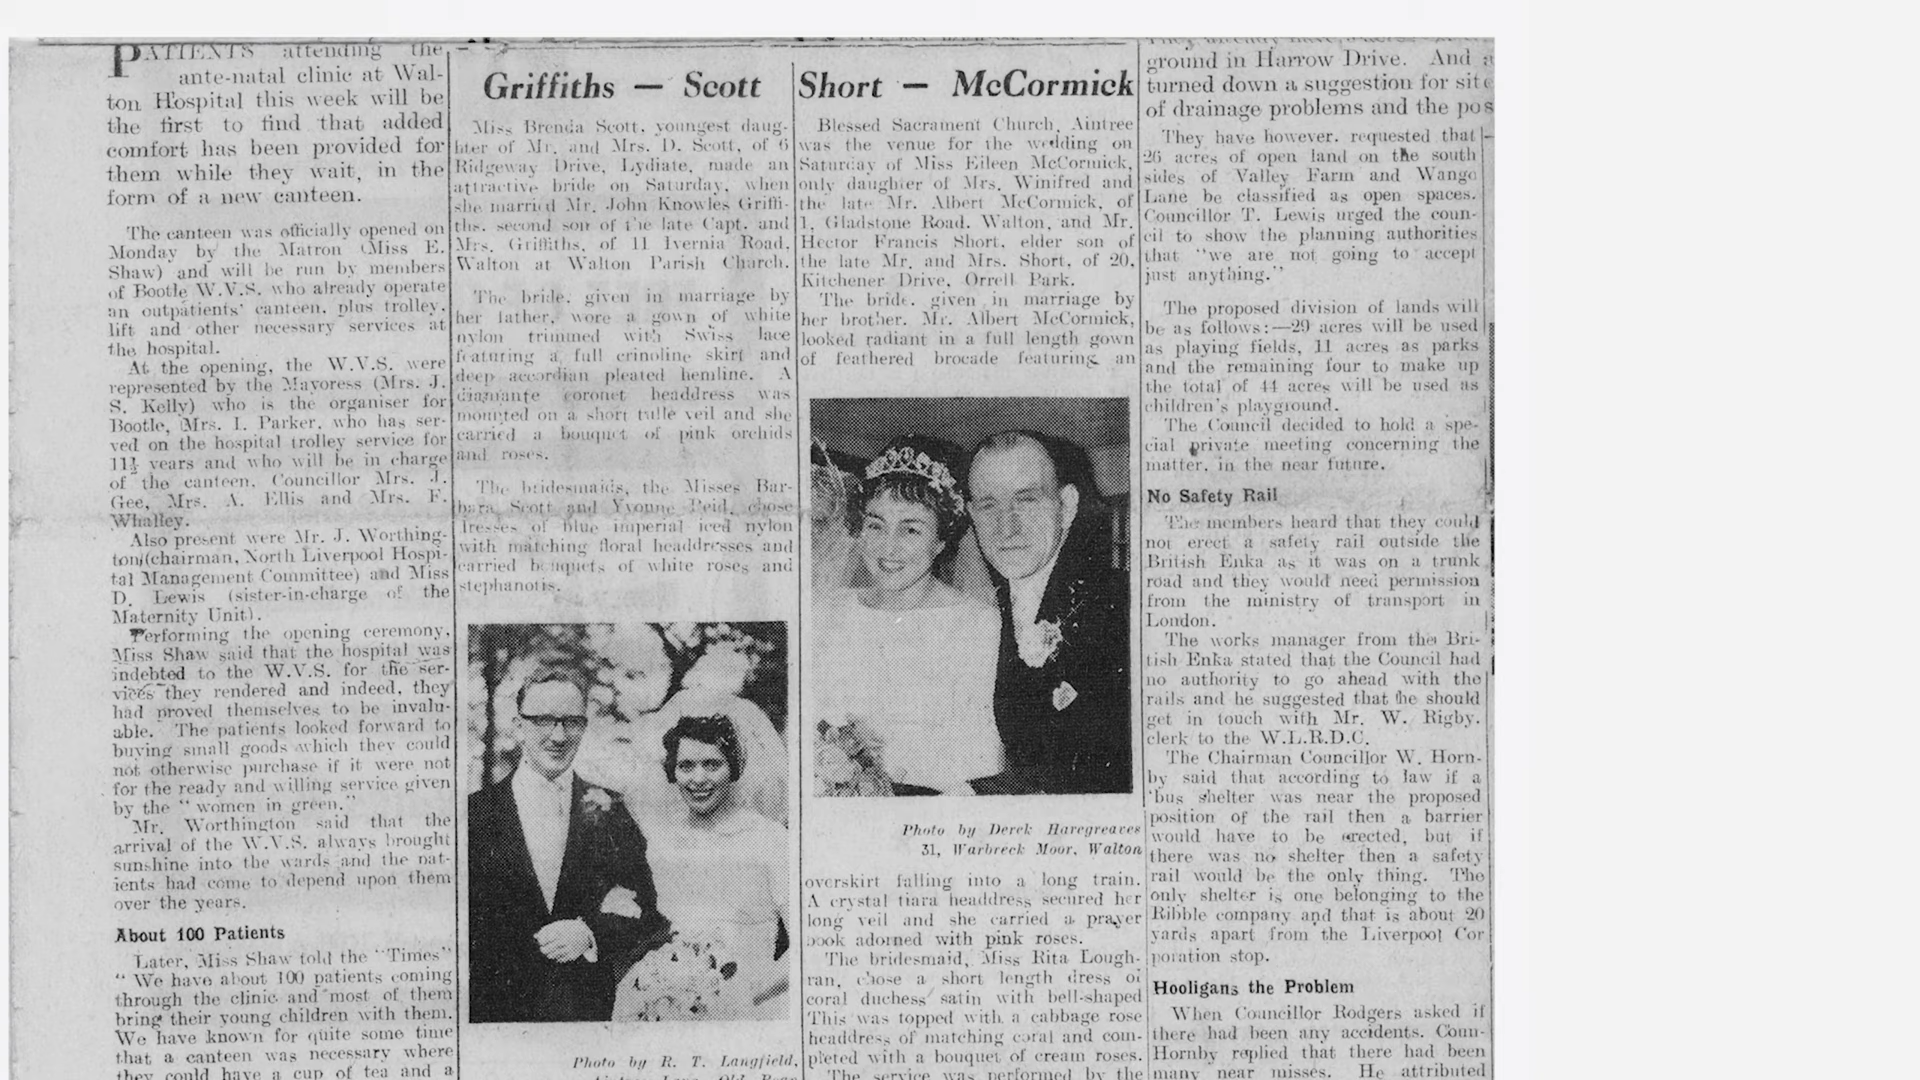 PATIENTS attending the
ante-natal clinic at Wal-
ton Hospital this week will be
the first to find that added
comfort has been provided for
them while they wait, in the
form of a new canteen.
The canteen was officially opened on
Monday by the Matron (Miss E.
Shaw) and will be run by members
of Bootle W.V.S. who already operate
an outpatients' canteen, plus trolley,
lift and other necessary services at
the hospital.
At the opening, the W.V.S. were
represented by the Mayoress (Mrs. J.
S. Kelly) who is the organiser for
Bootle, Mrs. I. Parker, who has ser-
ved on the hospital trolley service for
11½ years and who will be in charge
of the canteen, Councillor Mrs. J.
Gee, Mrs. A. Ellis and Mrs. F.
Whalley.
Also present were Mr. J. Worthing-
ton (chairman, North Liverpool Hospi-
tal Management Committee) and Miss
D. Lewis (sister-in-charge of the
Maternity Unit).
Performing the opening ceremony,
Miss Shaw said that the hospital was
indebted to the W.V.S. for the ser-
vices they rendered and indeed, they
had proved themselves to be invalu-
able. The patients looked forward to
buying small goods which they could
not otherwise purchase if it were not
for the ready and willing service given
by the "women in green."
Mr. Worthington said that the
arrival of the W.V.S. always brought
sunshine into the wards and the pat-
ients had come to depend upon them
over the years.
About 100 Patients
Later, Miss Shaw told the "Times"
"We have about 100 patients coming
through the clinic and most of them
bring their young children with them.
We have known for quite some time
that a canteen was necessary where
they could have a cup of tea and a
Griffiths — Scott
Miss Brenda Scott, youngest daug-
hter of Mr. and Mrs. D. Scott, of 6
Ridgeway Drive, Lydiate, made an
attractive bride on Saturday, when
she married Mr. John Knowles Griffi-
ths, second son of the late Capt. and
Mrs. Griffiths, of 11 Ivernia Road,
Walton at Walton Parish Church.
The bride, given in marriage by
her father, wore a gown of white
nylon trimmed with Swiss lace
featuring a full crinoline skirt and
deep accordian pleated hemline. A
diamante coronet headdress was
mounted on a short tulle veil and she
carried a bouquet of pink orchids
and roses.
The bridesmaids, the Misses Bar-
bara Scott and Yvonne Reid, chose
dresses of blue imperial iced nylon
with matching floral headdresses and
carried bouquets of white roses and
stephanotis.
Photo by R. T. Langfield,
Lane, Old Roan
Short — McCormick
Blessed Sacrament Church, Aintree
was the venue for the wedding on
Saturday of Miss Eileen McCormick,
only daughter of Mrs. Winifred and
the late Mr. Albert McCormick, of
1, Gladstone Road, Walton, and Mr.
Hector Francis Short, elder son of
the late Mr. and Mrs. Short, of 20,
Kitchener Drive, Orrell Park.
The bride, given in marriage by
her brother, Mr. Albert McCormick,
looked radiant in a full length gown
of feathered brocade featuring an
Photo by Derek Haregreaves
31, Warbreck Moor, Walton
overskirt falling into a long train.
A crystal tiara headdress secured her
long veil and she carried a prayer
book adorned with pink roses.
The bridesmaid, Miss Rita Lough-
ran, chose a short length dress of
coral duchess satin with bell-shaped
This was topped with a cabbage rose
headdress of matching coral and com-
pleted with a bouquet of cream roses.
The service was performed by the
ground in Harrow Drive. And
turned down a suggestion for site
of drainage problems and the pos
They have however, requested that
26 acres of open land on the south
sides of Valley Farm and Wango
Lane be classified as open spaces.
Councillor T. Lewis urged the coun-
cil to show the planning authorities
that "we are not going to accept
just anything."
The proposed division of lands will
be as follows:—29 acres will be used
as playing fields, 11 acres as parks
and the remaining four to make up
the total of 44 acres will be used as
children's playground.
The Council decided to hold a spe-
cial private meeting concerning the
matter, in the near future.
No Safety Rail
The members heard that they could
not erect a safety rail outside the
British Enka as it was on a trunk
road and they would need permission
from the ministry of transport in
London.
The works manager from the Bri-
tish Enka stated that the Council had
no authority to go ahead with the
rails and he suggested that he should
get in touch with Mr. W. Rigby,
clerk to the W.L.R.D.C.
The Chairman Councillor W. Horn-
by said that according to law if a
'bus shelter was near the proposed
position of the rail then a barrier
would have to be erected, but if
there was no shelter then a safety
rail would be the only thing. The
only shelter is one belonging to the
Ribble company and that is about 20
yards apart from the Liverpool Cor
poration stop.
Hooligans the Problem
When Councillor Rodgers asked if
there had been any accidents, Coun-
Hornby replied that there had been
many near misses. He attributed